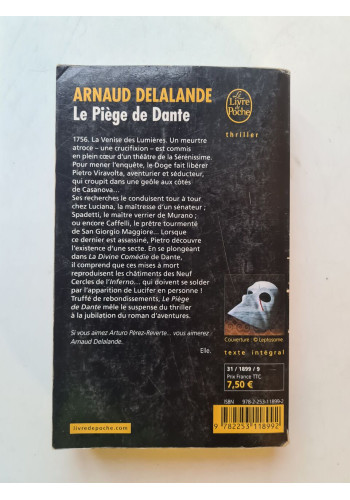 ARNAUD DELALANDE
Le Piège de Dante
Le Livre de Poche
thriller
1756. La Venise des Lumières. Un meurtre
atroce – une crucifixion – est commis
en plein cœur d'un théâtre de la Sérénissime.
Pour mener l'enquête, le Doge fait libérer
Pietro Viravolta, aventurier et séducteur,
qui croupit dans une geôle aux côtés
de Casanova...
Ses recherches le conduisent tour à tour
chez Luciana, la maîtresse d'un sénateur ;
Spadetti, le maître verrier de Murano ;
ou encore Caffelli, le prêtre tourmenté
de San Giorgio Maggiore... Lorsque
ce dernier est assassiné, Pietro découvre
l'existence d'une secte. En se plongeant
dans La Divine Comédie de Dante,
il comprend que ces mises à mort
reproduisent les châtiments des Neuf
Cercles de l'Inferno... qui doivent se solder
par l'apparition de Lucifer en personne !
Truffé de rebondissements, Le Piège
de Dante mêle le suspense du thriller
à la jubilation du roman d'aventures.
Si vous aimez Arturo Pérez-Reverte... vous aimerez
Arnaud Delalande.
Elle.
Couverture : © Leptosome.
texte intégral
31 / 1899 / 9
Prix France TTC
7,50 €
ISBN 978-2-253-11899-2
9 782253 118992
livredepoche.com